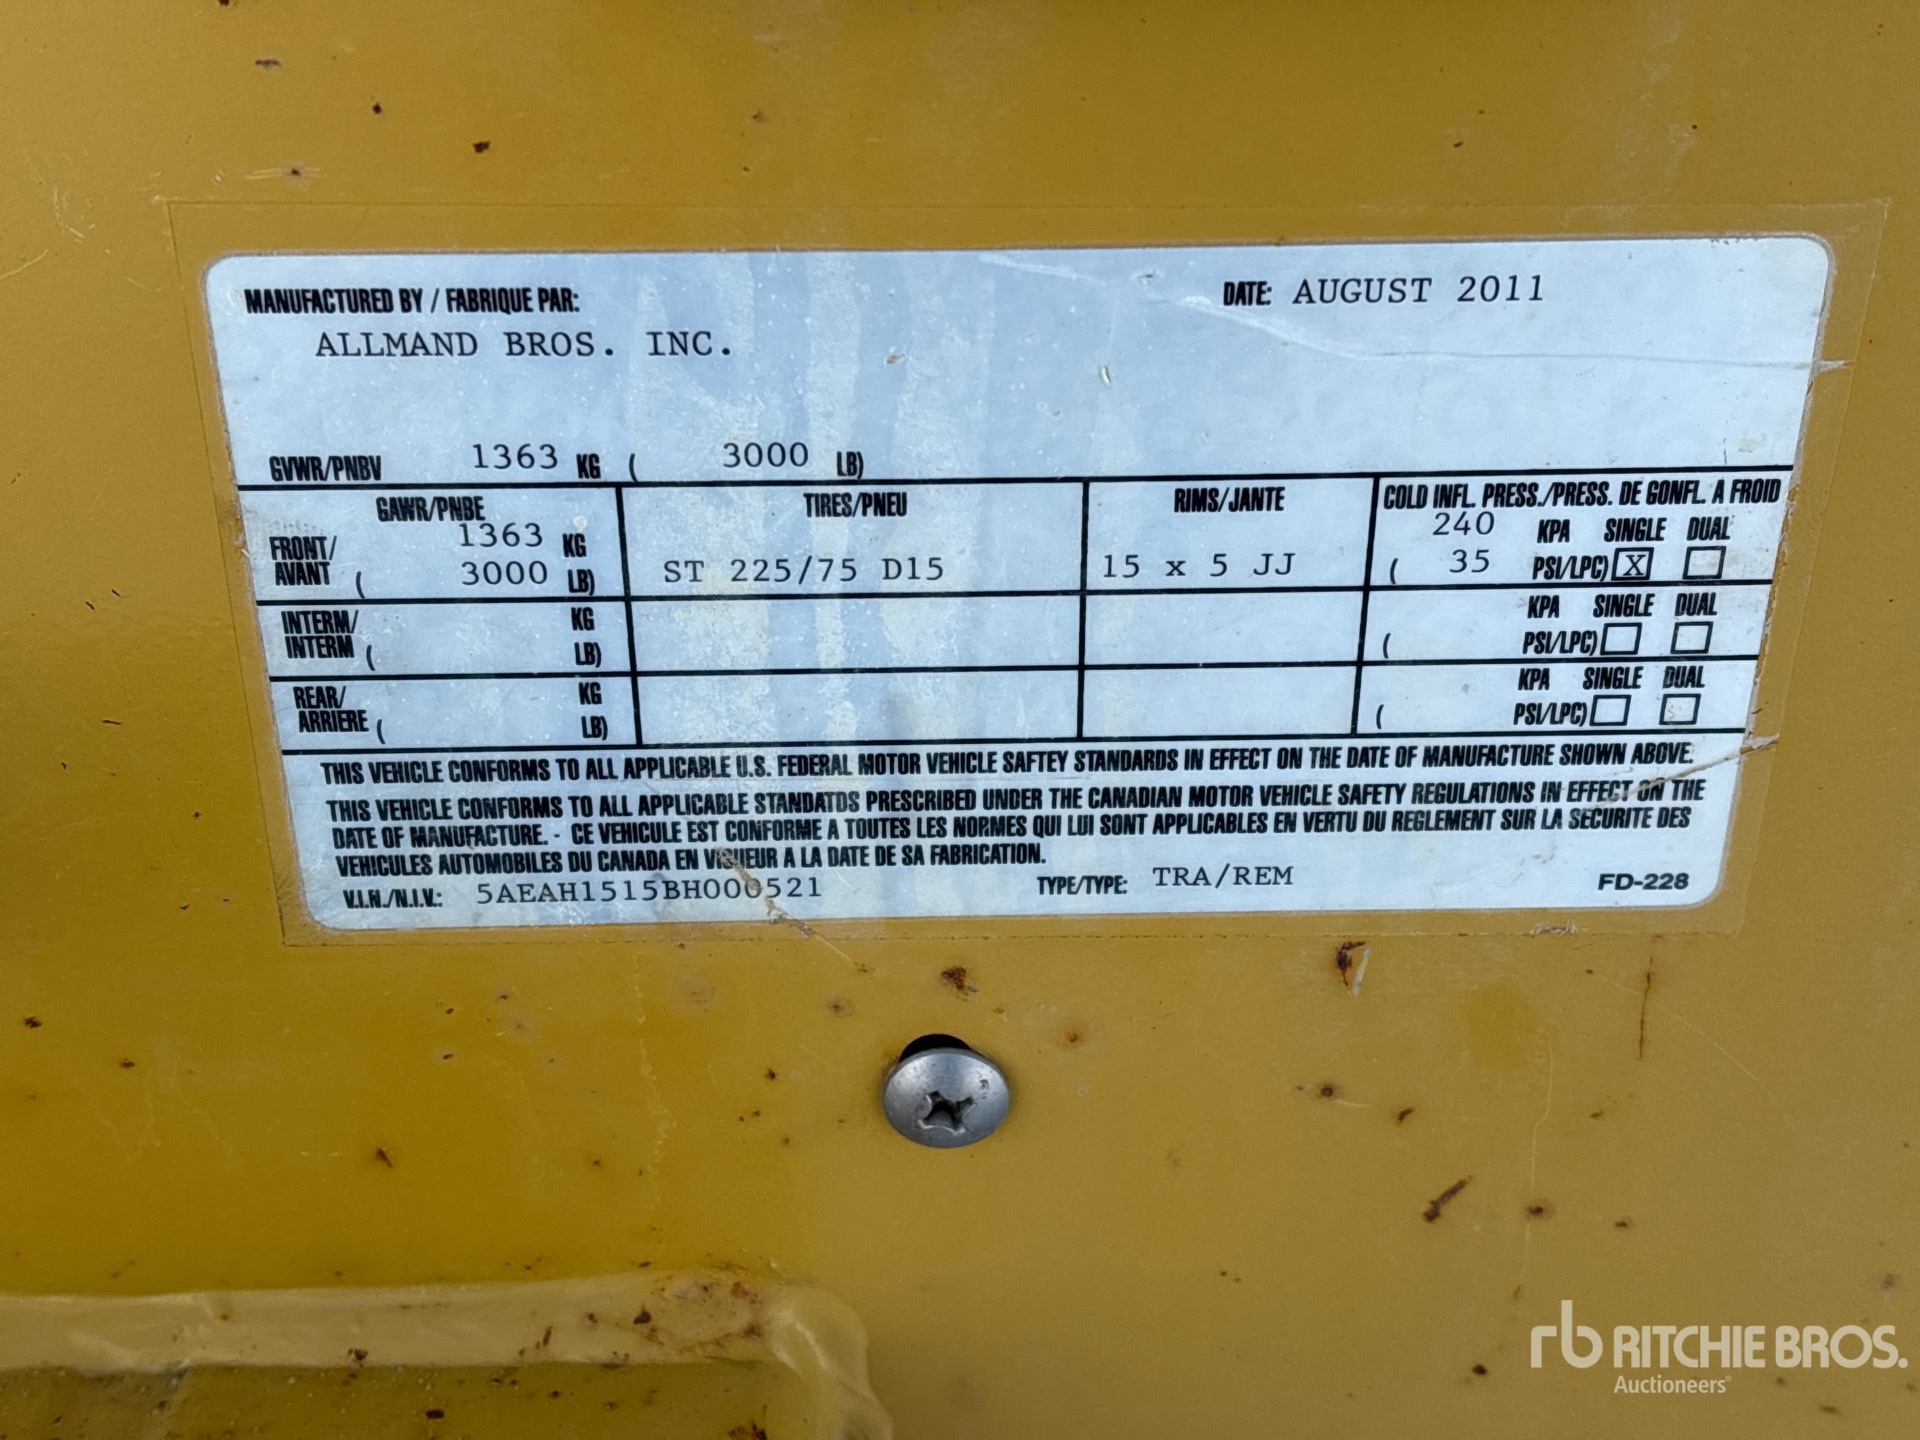 MANUFACTURED BY / FABRIQUE PAR: DATE: AUGUST 2011
ALLMAND BROS. INC.
GVWR/PNBV 1363 KG ( 3000 LB)
GAWR/PNBE TIRES/PNEU RIMS/JANTE COLD INFL. PRESS./PRESS. DE GONFL. A FROID
FRONT/ 1363 KG 240 KPA SINGLE DUAL
AVANT ( 3000 LB) ST 225/75 D15 15 x 5 JJ ( 35 PSI/LPC) X
INTERM/ KG KPA SINGLE DUAL
INTERM ( LB) ( PSI/LPC)
REAR/ KG KPA SINGLE DUAL
ARRIERE ( LB) ( PSI/LPC)
THIS VEHICLE CONFORMS TO ALL APPLICABLE U.S. FEDERAL MOTOR VEHICLE SAFTEY STANDARDS IN EFFECT ON THE DATE OF MANUFACTURE SHOWN ABOVE.
THIS VEHICLE CONFORMS TO ALL APPLICABLE STANDATDS PRESCRIBED UNDER THE CANADIAN MOTOR VEHICLE SAFETY REGULATIONS IN EFFECT ON THE
DATE OF MANUFACTURE. - CE VEHICULE EST CONFORME A TOUTES LES NORMES QUI LUI SONT APPLICABLES EN VERTU DU REGLEMENT SUR LA SECURITE DES
VEHICULES AUTOMOBILES DU CANADA EN VIGUEUR A LA DATE DE SA FABRICATION.
V.I.N./N.I.V.: 5AEAH1515BH000521 TYPE/TYPE: TRA/REM FD-228
rb RITCHIE BROS.
Auctioneers